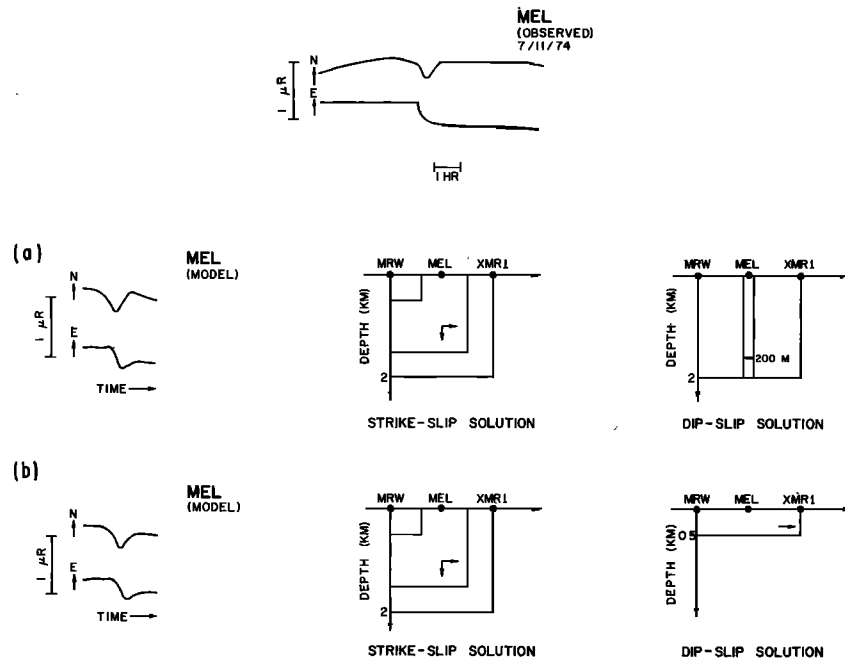 MEL
(OBSERVED)
7/11/74
N
E
1 μR
1 HR
(a)
MEL
(MODEL)
N
E
1 μR
TIME
MRW MEL XMR1
DEPTH (KM)
2
STRIKE-SLIP SOLUTION
MRW MEL XMR1
DEPTH (KM)
200 M
2
DIP-SLIP SOLUTION
(b)
MEL
(MODEL)
N
E
1 μR
TIME
MRW MEL XMR1
DEPTH (KM)
2
STRIKE-SLIP SOLUTION
MRW MEL XMR1
0.5
DEPTH (KM)
DIP-SLIP SOLUTION